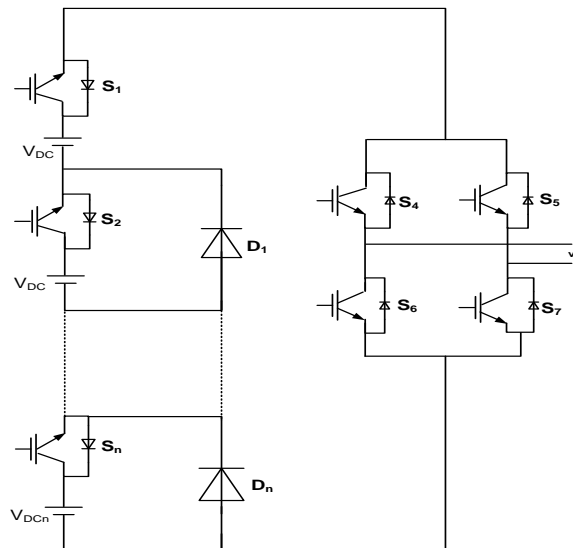 S₁
V_DC
S₂
D₁
V_DC
S₄
S₅
v
S₆
S₇
Sₙ
Dₙ
V_DCn